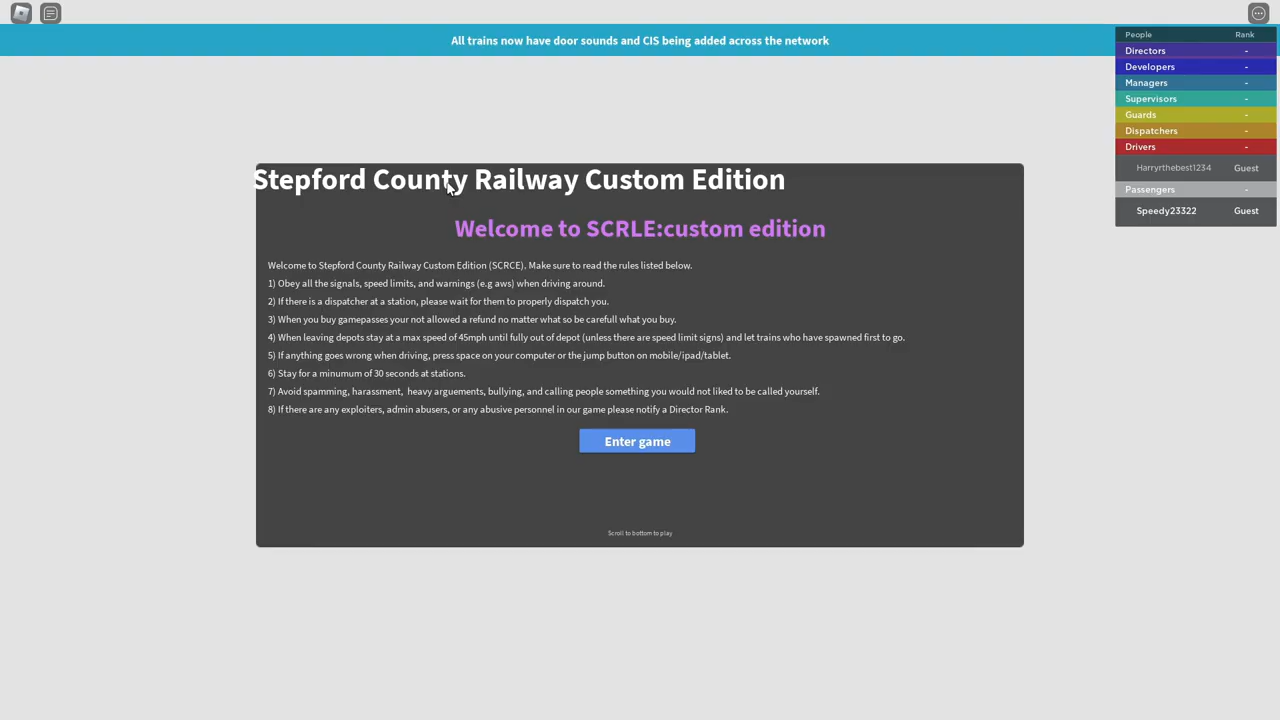 All trains now have door sounds and CIS being added across the network
People Rank
Directors -
Developers -
Managers -
Supervisors -
Guards -
Dispatchers -
Drivers -
Harryrthebest1234 Guest
Passengers -
Speedy23322 Guest
Stepford County Railway Custom Edition
Welcome to SCRLE:custom edition
Welcome to Stepford County Railway Custom Edition (SCRCE). Make sure to read the rules listed below.
1) Obey all the signals, speed limits, and warnings (e.g aws) when driving around.
2) If there is a dispatcher at a station, please wait for them to properly dispatch you.
3) When you buy gamepasses your not allowed a refund no matter what so be carefull what you buy.
4) When leaving depots stay at a max speed of 45mph until fully out of depot (unless there are speed limit signs) and let trains who have spawned first to go.
5) If anything goes wrong when driving, press space on your computer or the jump button on mobile/ipad/tablet.
6) Stay for a minumum of 30 seconds at stations.
7) Avoid spamming, harassment,  heavy arguements, bullying, and calling people something you would not liked to be called yourself.
8) If there are any exploiters, admin abusers, or any abusive personnel in our game please notify a Director Rank.
Enter game
Scroll to bottom to play